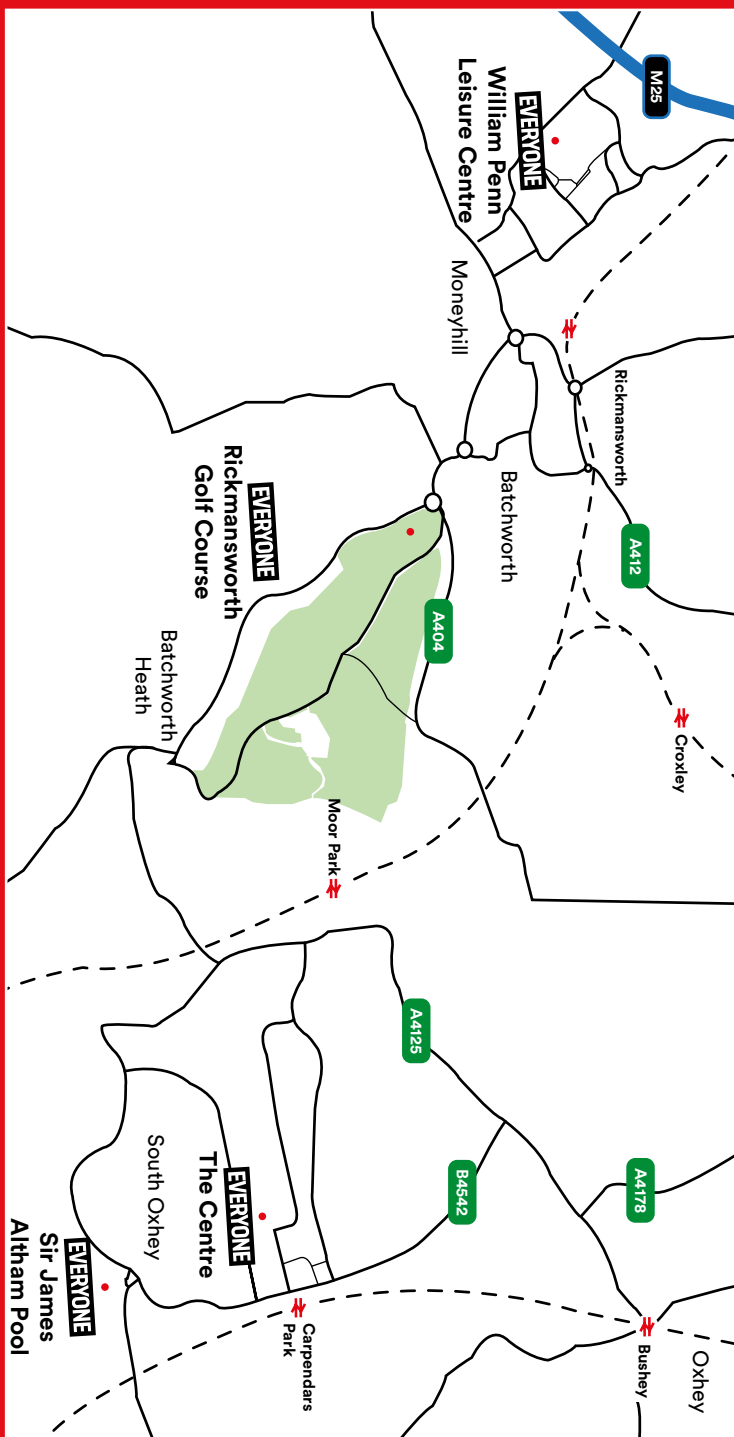 M25
EVERYONE
William Penn
Leisure Centre
Moneyhill
Rickmansworth
Batchworth
A412
EVERYONE
Rickmansworth
Golf Course
A404
Batchworth
Heath
Croxley
Moor Park
A4125
A4178
B4542
EVERYONE
The Centre
South Oxhey
EVERYONE
Sir James
Altham Pool
Carpendars
Park
Bushey
Oxhey